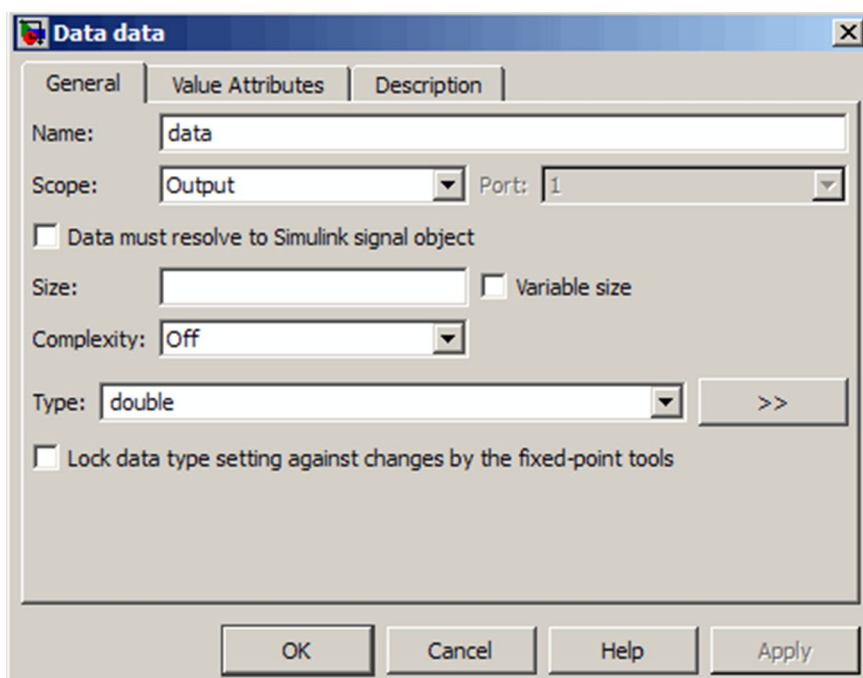 Data data
General Value Attributes Description
Name: data
Scope: Output Port: 1
Data must resolve to Simulink signal object
Size: Variable size
Complexity: Off
Type: double >>
Lock data type setting against changes by the fixed-point tools
OK Cancel Help Apply